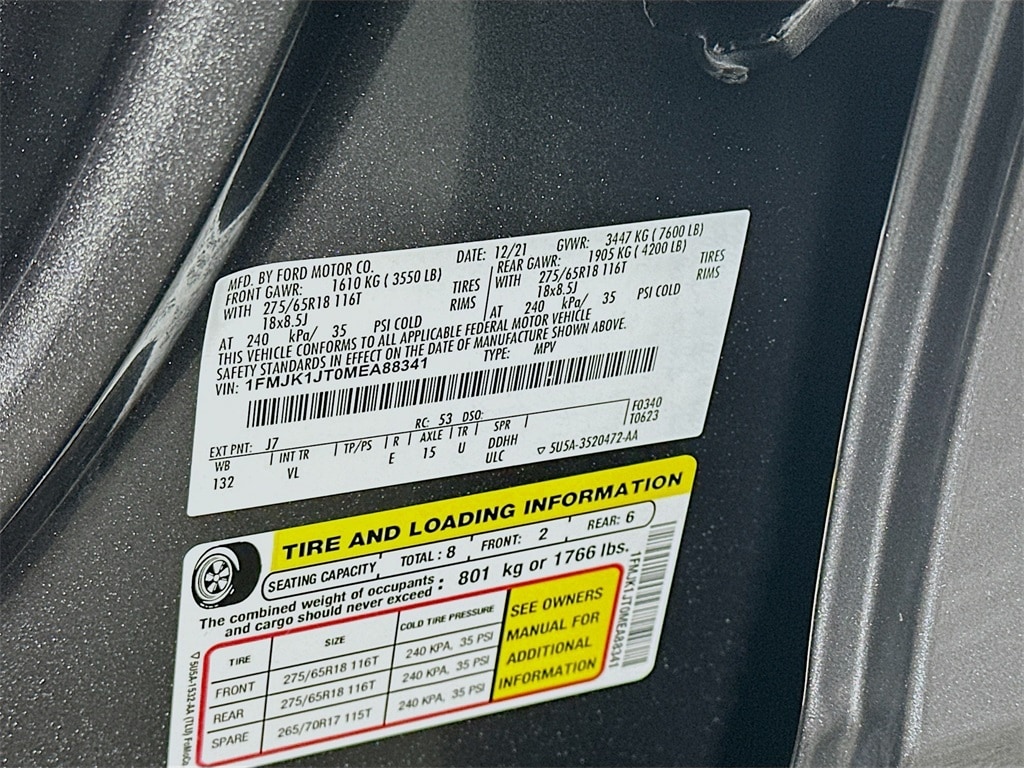 MFD. BY FORD MOTOR CO. DATE: 12/21 GVWR: 3447 KG ( 7600 LB)
FRONT GAWR: 1610 KG ( 3550 LB) REAR GAWR: 1905 KG ( 4200 LB)
WITH 275/65R18 116T TIRES WITH 275/65R18 116T TIRES
18x8.5J RIMS 18x8.5J RIMS
AT 240 kPa/ 35 PSI COLD AT 240 kPa/ 35 PSI COLD
THIS VEHICLE CONFORMS TO ALL APPLICABLE FEDERAL MOTOR VEHICLE
SAFETY STANDARDS IN EFFECT ON THE DATE OF MANUFACTURE SHOWN ABOVE.
VIN: 1FMJK1JT0MEA88341 TYPE: MPV
EXT PNT: J7 RC: 53 DSO: F0340
WB INT TR TP/PS R AXLE TR SPR T0623
132 VL E 15 U DDHH
ULC ▽ 5U5A-3520472-AA
TIRE AND LOADING INFORMATION
SEATING CAPACITY TOTAL : 8 FRONT: 2 REAR: 6
The combined weight of occupants
and cargo should never exceed : 801 kg or 1766 lbs.
TIRE SIZE COLD TIRE PRESSURE
FRONT 275/65R18 116T 240 KPA, 35 PSI
REAR 275/65R18 116T 240 KPA, 35 PSI
SPARE 265/70R17 115T 240 KPA, 35 PSI
SEE OWNERS
MANUAL FOR
ADDITIONAL
INFORMATION
1FMJK1JT0MEA88341
▽ 5U5A-1532-AA (TLU) FoMoCo